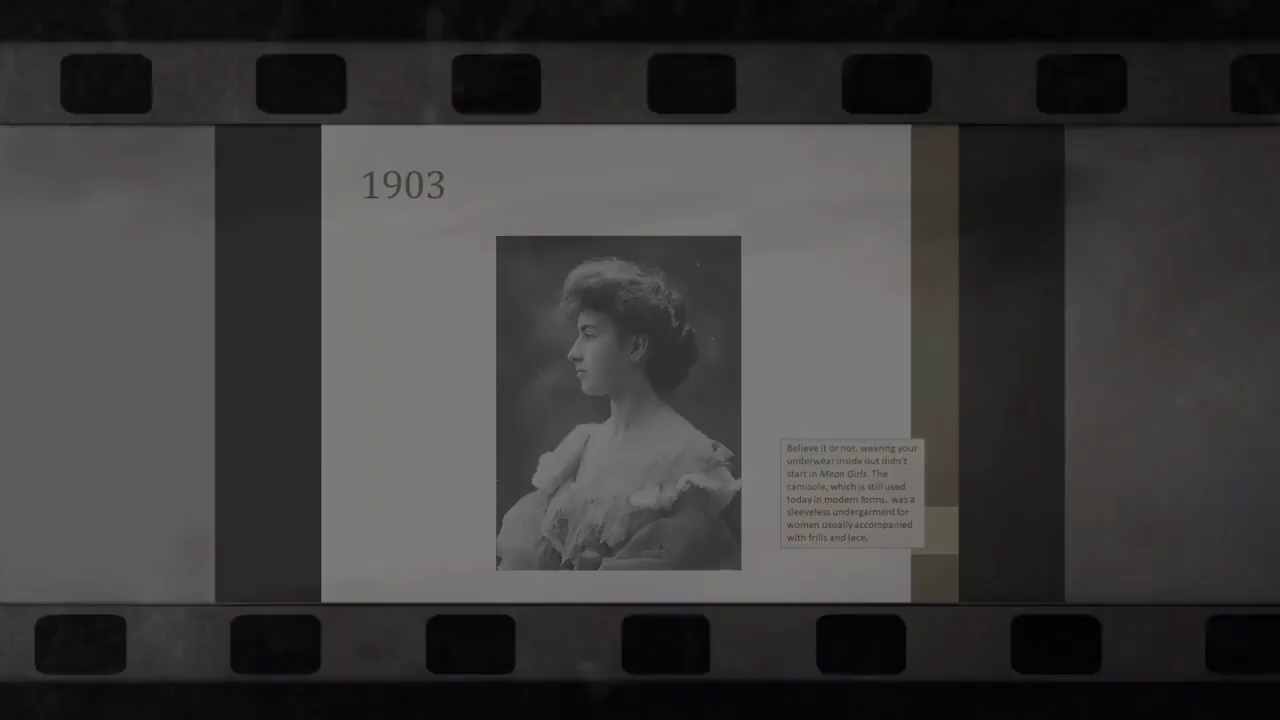 1903
Believe it or not, wearing your
underwear inside out didn't
start in Mean Girls. The
camisole, which is still used
today in modern forms, was a
sleeveless undergarment for
women usually accompanied
with frills and lace.